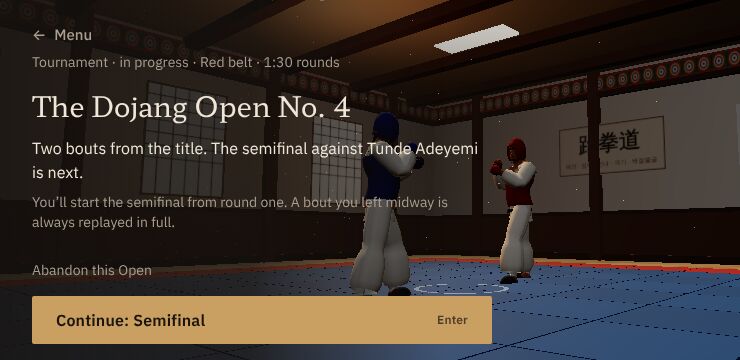 ← Menu
Tournament · in progress · Red belt · 1:30 rounds
The Dojang Open No. 4
Two bouts from the title. The semifinal against Tunde Adeyemi
is next.
You'll start the semifinal from round one. A bout you left midway is
always replayed in full.
Abandon this Open
Continue: Semifinal
Enter
跆拳道